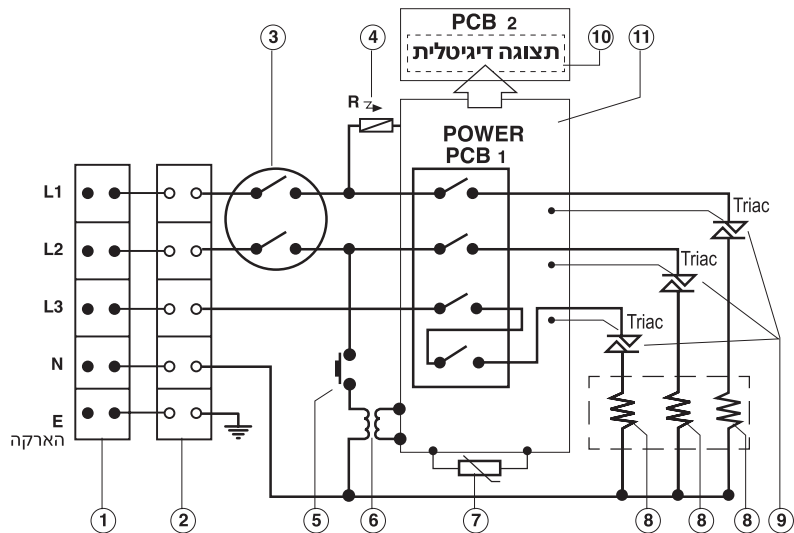 PCB 2
תצוגה דיגיטלית
3
4
10
11
R
POWER
PCB 1
L1
L2
L3
N
E
הארקה
Triac
Triac
Triac
1
2
5
6
7
8
8
8
9